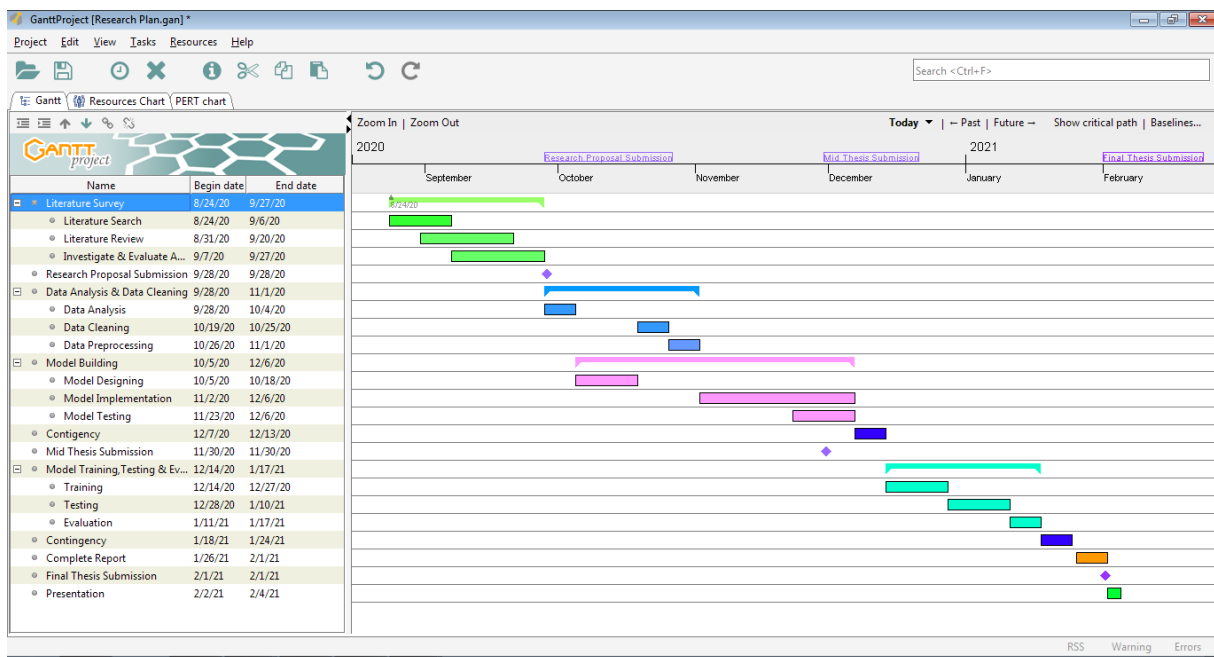 GanttProject [Research Plan.gan] *
Project Edit View Tasks Resources Help
Search <Ctrl+F>
Gantt Resources Chart PERT chart
Zoom In | Zoom Out Today | ← Past | Future → Show critical path | Baselines...
GANTT project
2020 2021
Research Proposal Submission Mid Thesis Submission Final Thesis Submission
September October November December January February
Name Begin date End date
Literature Survey 8/24/20 9/27/20 8/24/20
Literature Search 8/24/20 9/6/20
Literature Review 8/31/20 9/20/20
Investigate & Evaluate A... 9/7/20 9/27/20
Research Proposal Submission 9/28/20 9/28/20
Data Analysis & Data Cleaning 9/28/20 11/1/20
Data Analysis 9/28/20 10/4/20
Data Cleaning 10/19/20 10/25/20
Data Preprocessing 10/26/20 11/1/20
Model Building 10/5/20 12/6/20
Model Designing 10/5/20 10/18/20
Model Implementation 11/2/20 12/6/20
Model Testing 11/23/20 12/6/20
Contigency 12/7/20 12/13/20
Mid Thesis Submission 11/30/20 11/30/20
Model Training,Testing & Ev... 12/14/20 1/17/21
Training 12/14/20 12/27/20
Testing 12/28/20 1/10/21
Evaluation 1/11/21 1/17/21
Contingency 1/18/21 1/24/21
Complete Report 1/26/21 2/1/21
Final Thesis Submission 2/1/21 2/1/21
Presentation 2/2/21 2/4/21
RSS Warning Errors